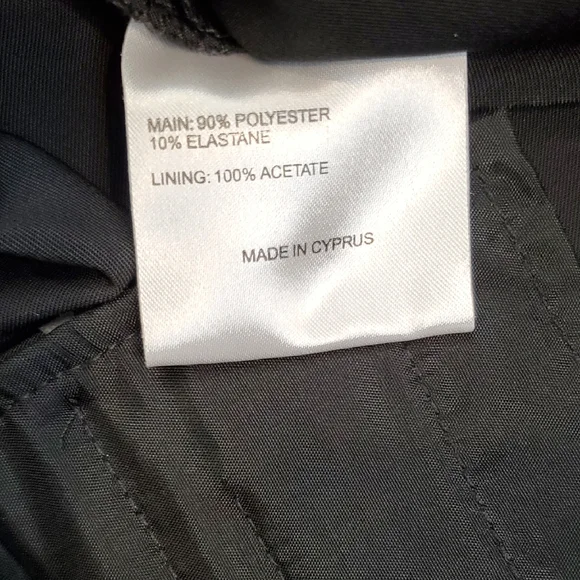 MAIN: 90% POLYESTER
10% ELASTANE
LINING: 100% ACETATE
MADE IN CYPRUS